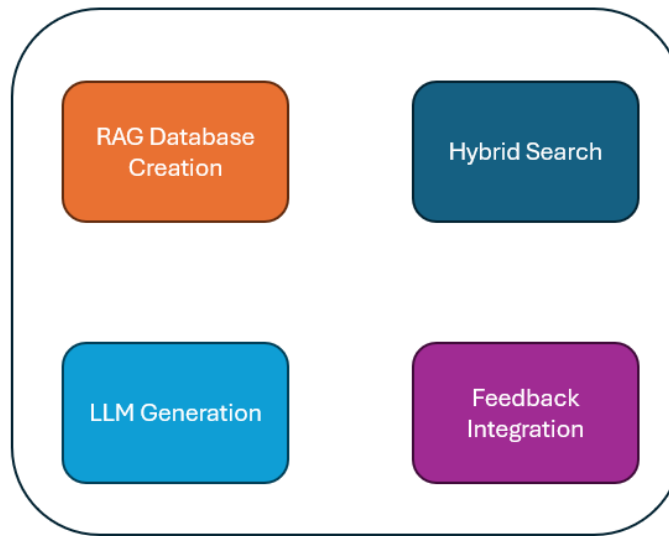 RAG Database
Creation
Hybrid Search
LLM Generation
Feedback
Integration